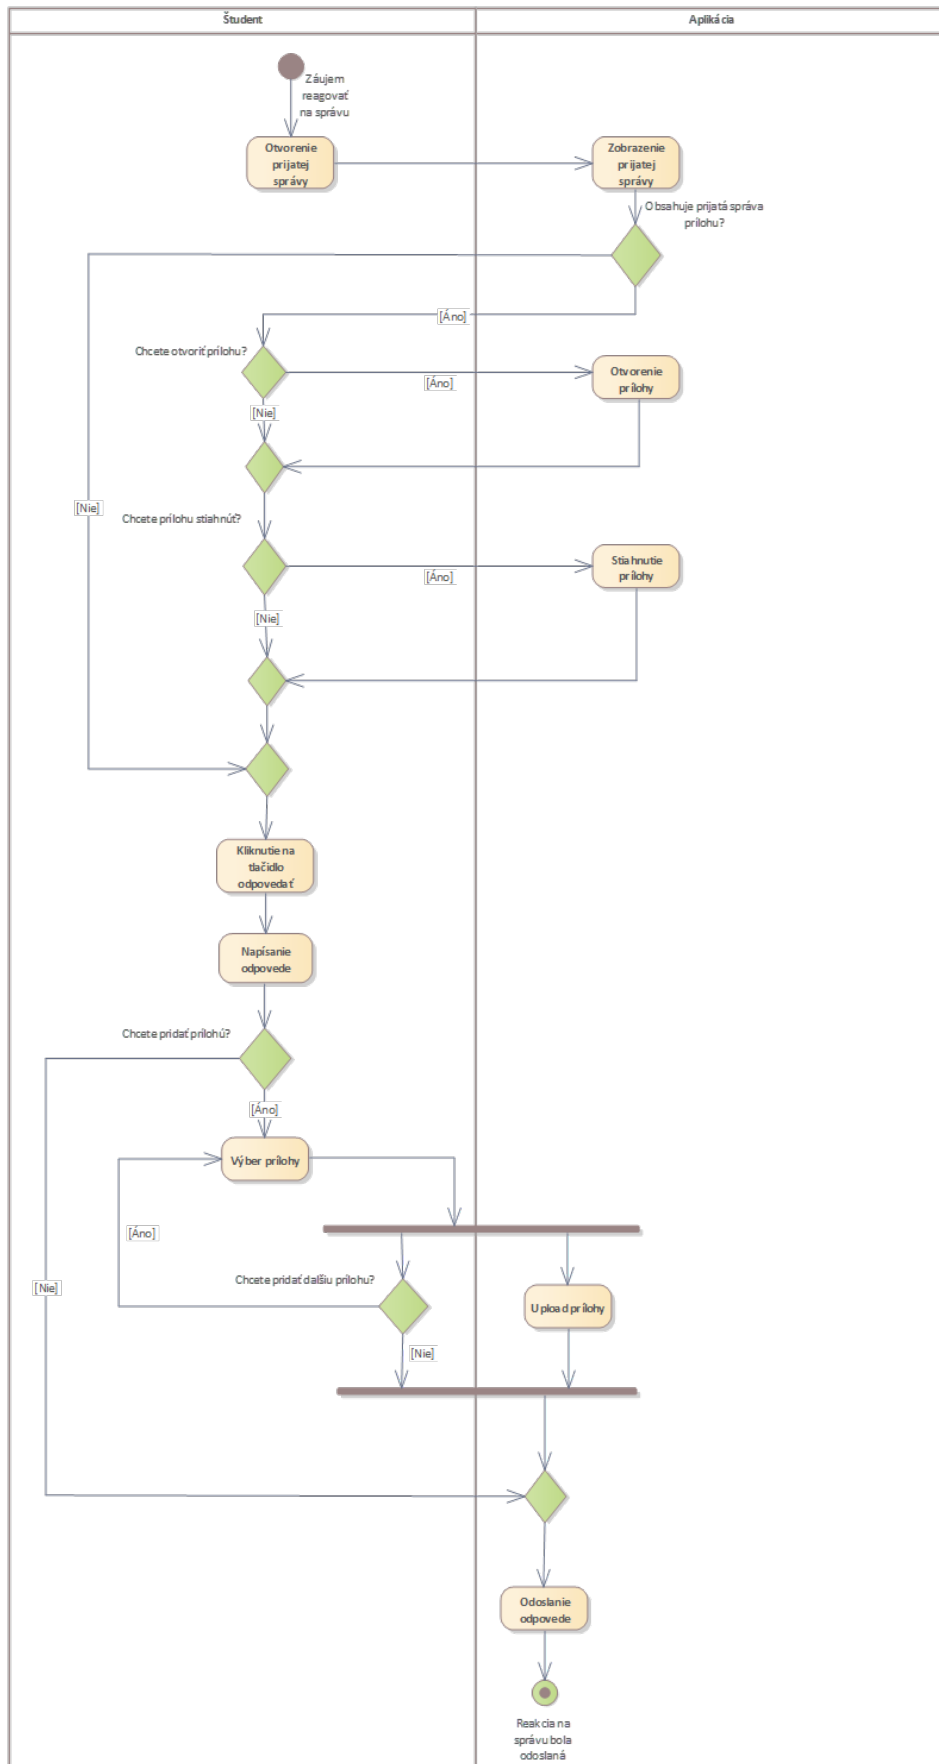 Študent
Aplikácia
Záujem
reagovať
na správu
Otvorenie
prijatej
správy
Zobrazenie
prijatej
správy
Obsahuje prijatá správa
prílohu?
[Áno]
Chcete otvoriť prílohu?
[Áno]
Otvorenie
prílohy
[Nie]
[Nie]
Chcete prílohu stiahnúť?
[Áno]
Stiahnutie
prílohy
[Nie]
Kliknutie na
tlačidlo
odpovedať
Napísanie
odpovede
Chcete pridať prílohú?
[Áno]
Výber prílohy
[Áno]
[Nie]
Chcete pridať dalšiu prílohu?
Upload prílohy
[Nie]
Odoslanie
odpovede
Reakcia na
správu bola
odoslaná